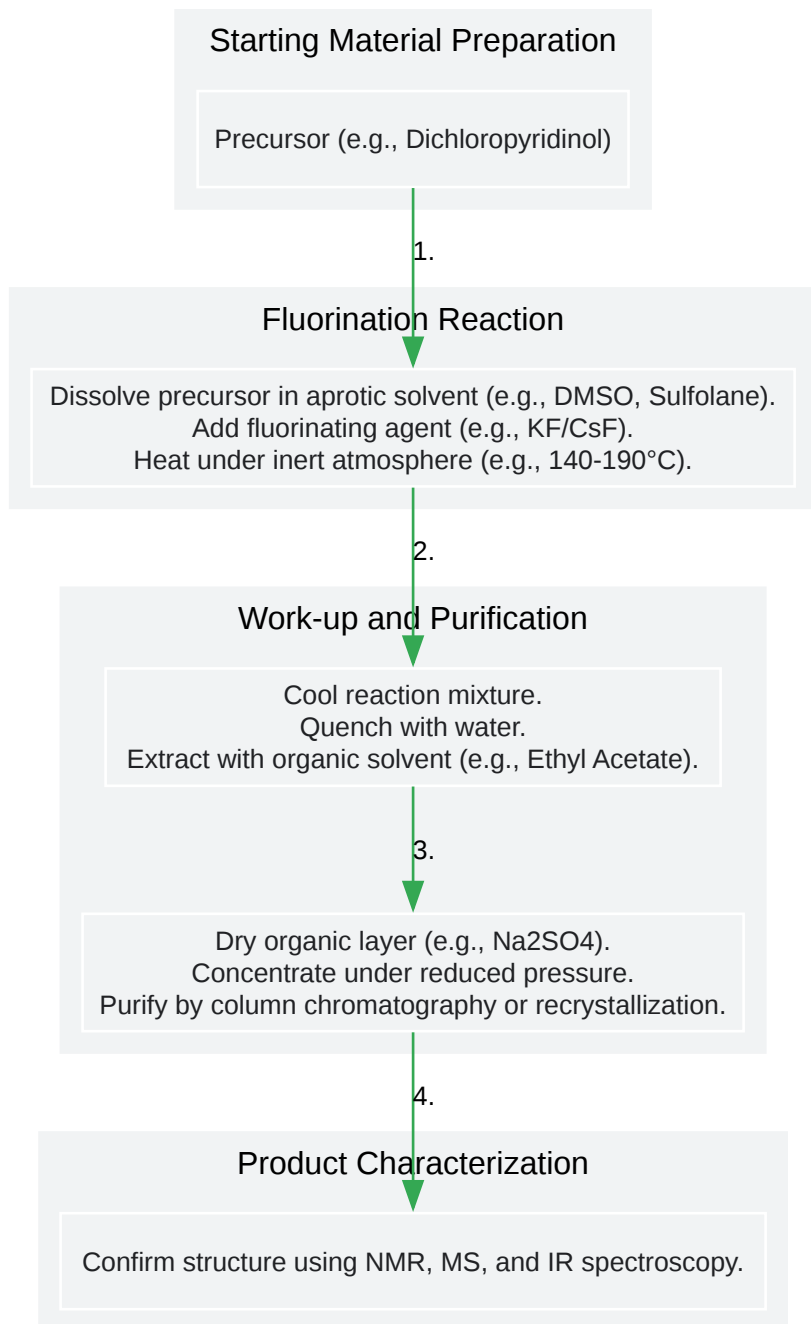 Starting Material Preparation
Precursor (e.g., Dichloropyridinol)
1.
Fluorination Reaction
Dissolve precursor in aprotic solvent (e.g., DMSO, Sulfolane).
Add fluorinating agent (e.g., KF/CsF).
Heat under inert atmosphere (e.g., 140-190°C).
2.
Work-up and Purification
Cool reaction mixture.
Quench with water.
Extract with organic solvent (e.g., Ethyl Acetate).
3.
Dry organic layer (e.g., Na2SO4).
Concentrate under reduced pressure.
Purify by column chromatography or recrystallization.
4.
Product Characterization
Confirm structure using NMR, MS, and IR spectroscopy.